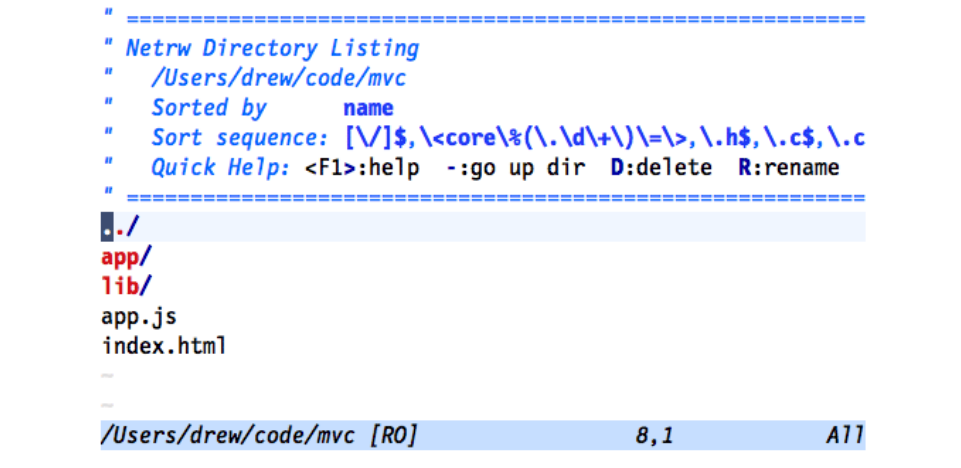 " ==========================================================
" Netrw Directory Listing
"   /Users/drew/code/mvc
"   Sorted by      name
"   Sort sequence: [\/]$,\<core\%(\.\d\+\)\=\>,\.h$,\.c$,\.c
"   Quick Help: <F1>:help  -:go up dir  D:delete  R:rename
" ==========================================================
../
app/
lib/
app.js
index.html
~
~
/Users/drew/code/mvc [RO]                 8,1            All